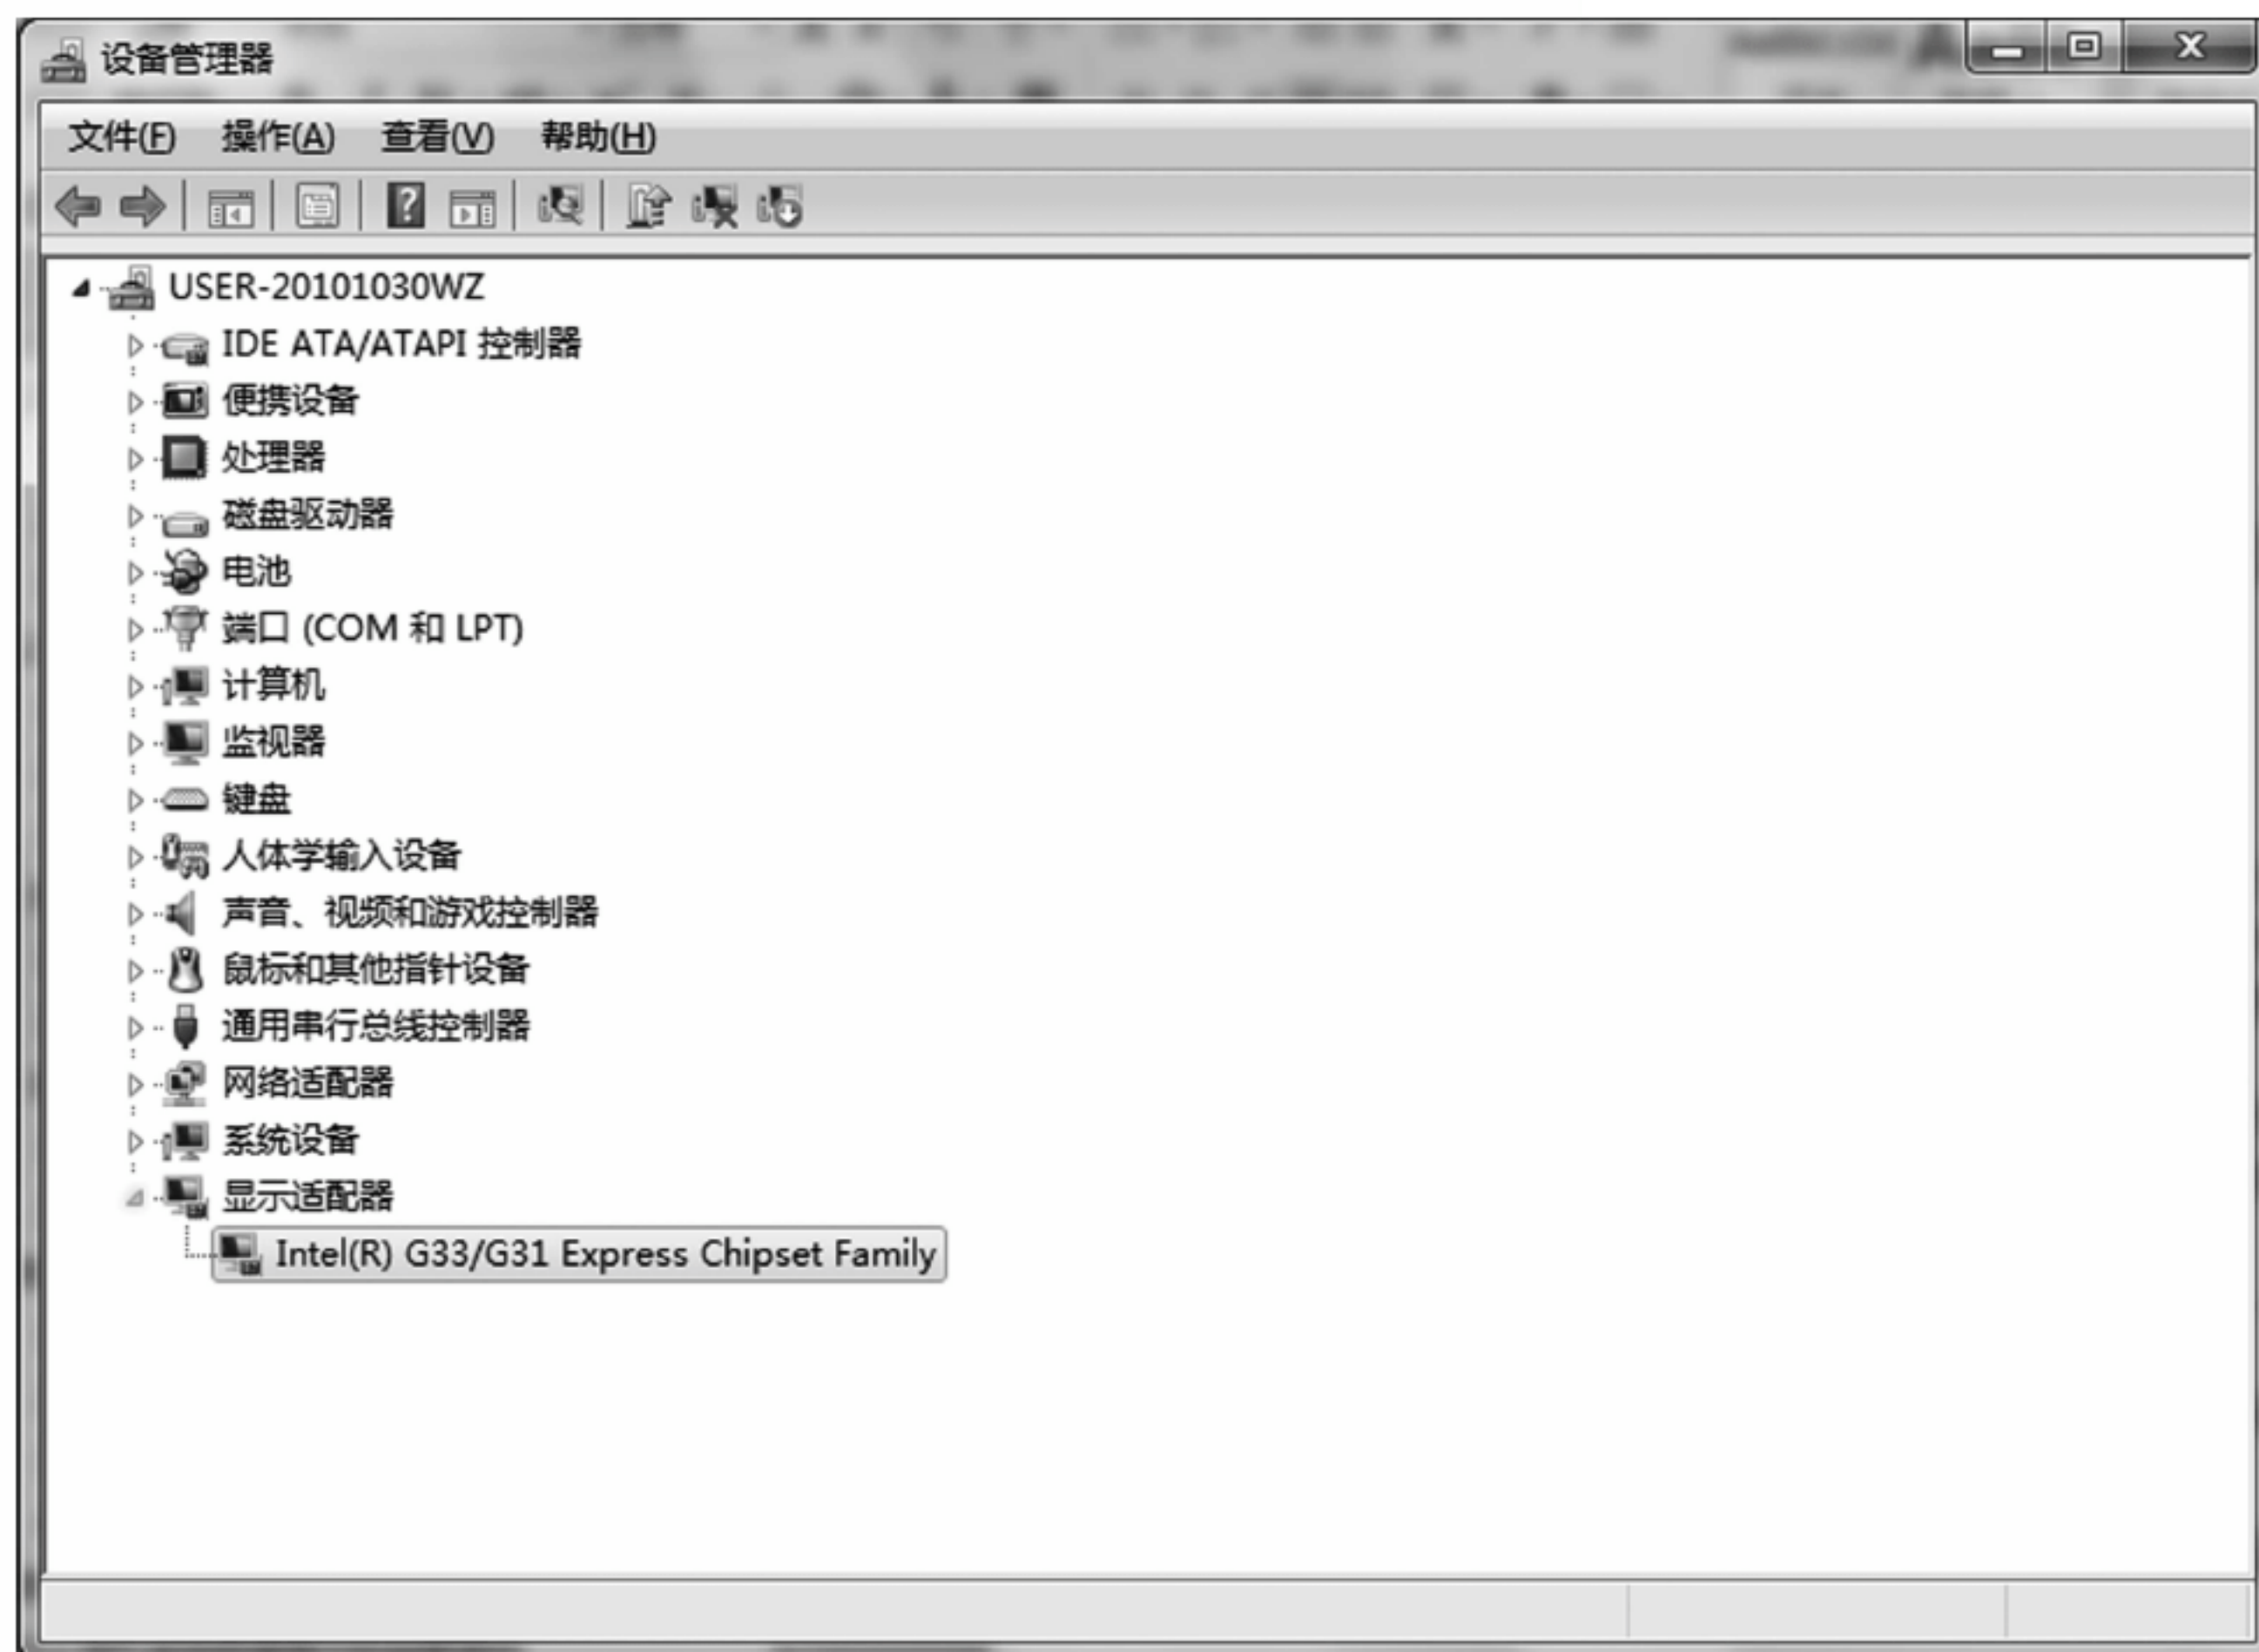 设备管理器
文件(F) 操作(A) 查看(V) 帮助(H)
USER-20101030WZ
IDE ATA/ATAPI 控制器
便携设备
处理器
磁盘驱动器
电池
端口 (COM 和 LPT)
计算机
监视器
键盘
人体学输入设备
声音、视频和游戏控制器
鼠标和其他指针设备
通用串行总线控制器
网络适配器
系统设备
显示适配器
Intel(R) G33/G31 Express Chipset Family